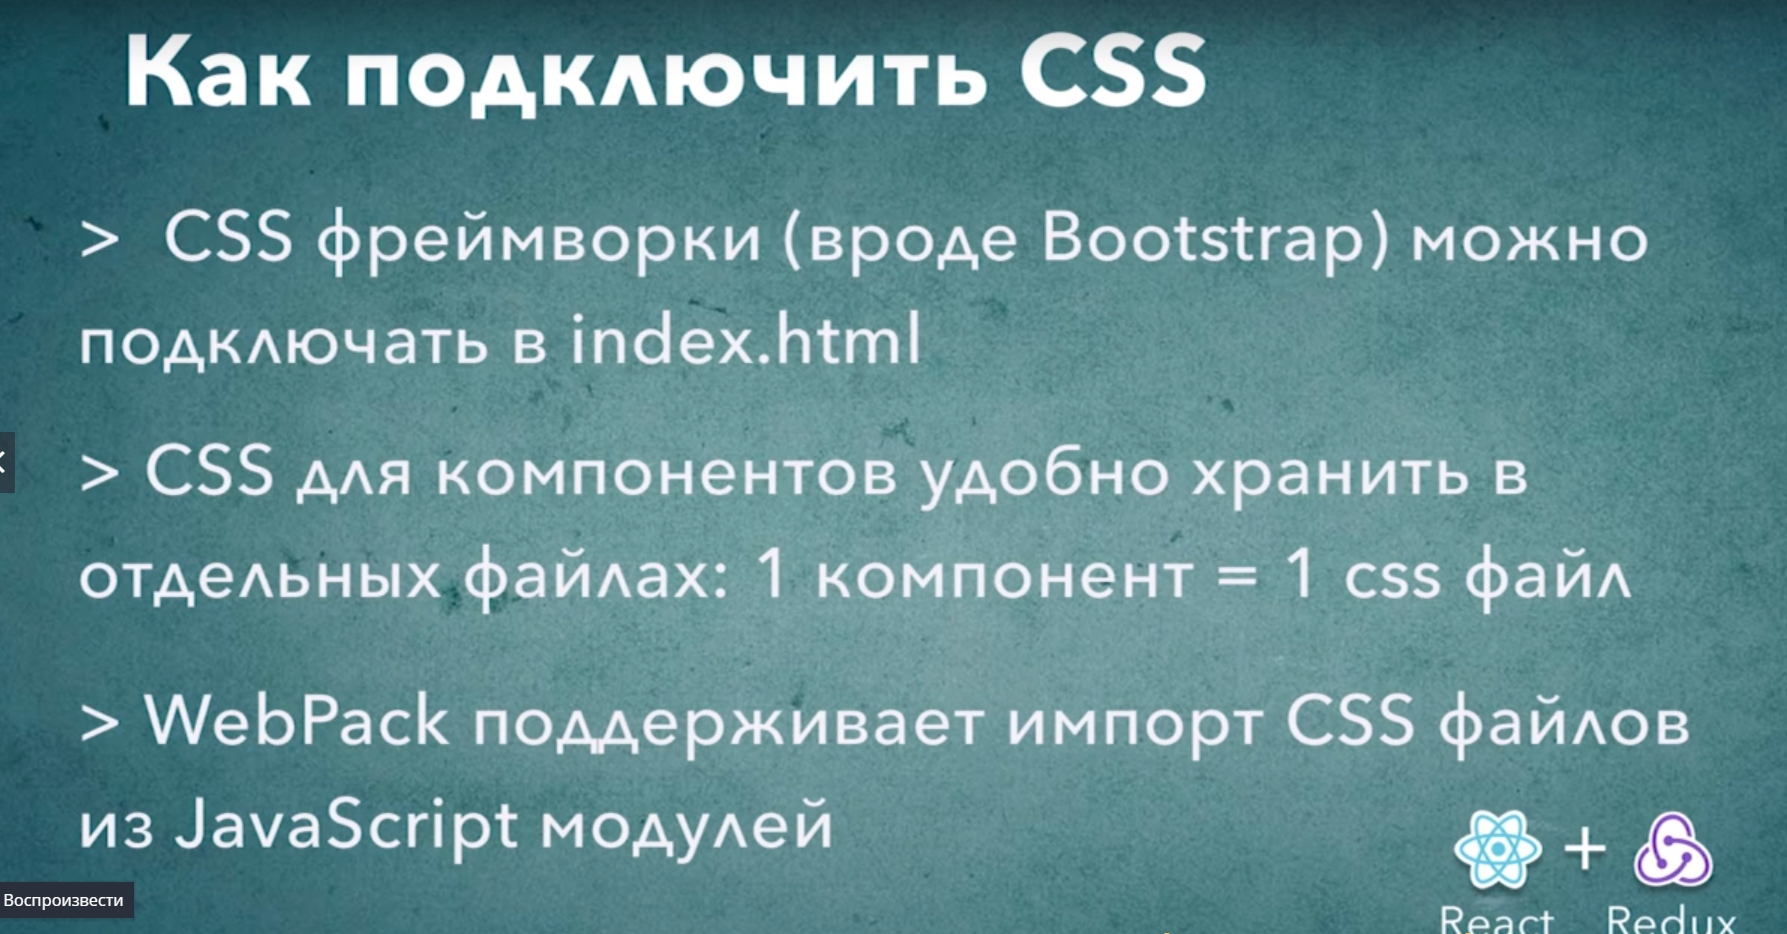 Как подключить CSS
> CSS фреймворки (вроде Bootstrap) можно
подключать в index.html
> CSS для компонентов удобно хранить в
отдельных файлах: 1 компонент = 1 css файл
> WebPack поддерживает импорт CSS файлов
из JavaScript модулей
+
Воспроизвести
React Redux